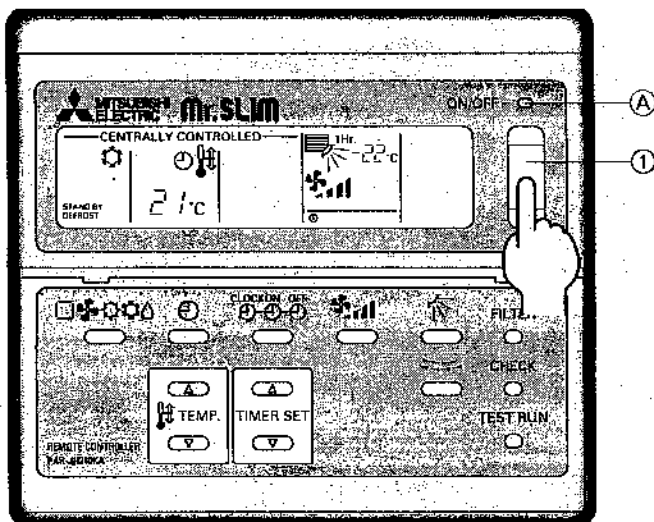 MITSUBISHI ELECTRIC Mr.SLIM
ON/OFF
A
CENTRALLY CONTROLLED
1Hr.
22°C
1
STAND BY
DEFROST
21°C
CLOCK ON OFF
FILTER
CHECK
TEMP.
TIMER SET
TEST RUN
REMOTE CONTROLLER